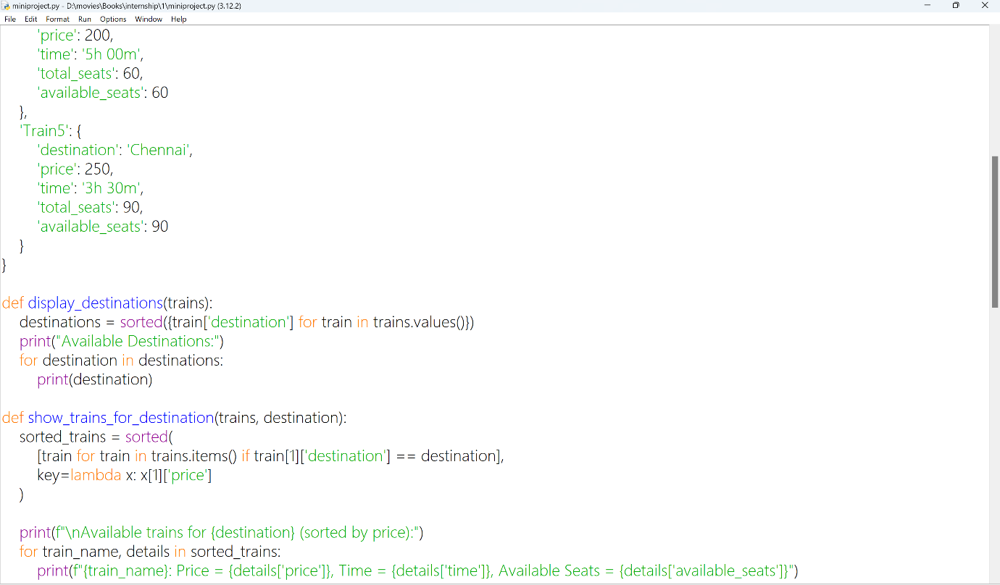 miniproject.py - D:\movies\Books\internship\1\miniproject.py (3.12.2)
File Edit Format Run Options Window Help
        'price': 200,
        'time': '5h 00m',
        'total_seats': 60,
        'available_seats': 60
    },
    'Train5': {
        'destination': 'Chennai',
        'price': 250,
        'time': '3h 30m',
        'total_seats': 90,
        'available_seats': 90
    }
}

def display_destinations(trains):
    destinations = sorted({train['destination'] for train in trains.values()})
    print("Available Destinations:")
    for destination in destinations:
        print(destination)

def show_trains_for_destination(trains, destination):
    sorted_trains = sorted(
        [train for train in trains.items() if train[1]['destination'] == destination],
        key=lambda x: x[1]['price']
    )

    print(f"\nAvailable trains for {destination} (sorted by price):")
    for train_name, details in sorted_trains:
        print(f"{train_name}: Price = {details['price']}, Time = {details['time']}, Available Seats = {details['available_seats']}")